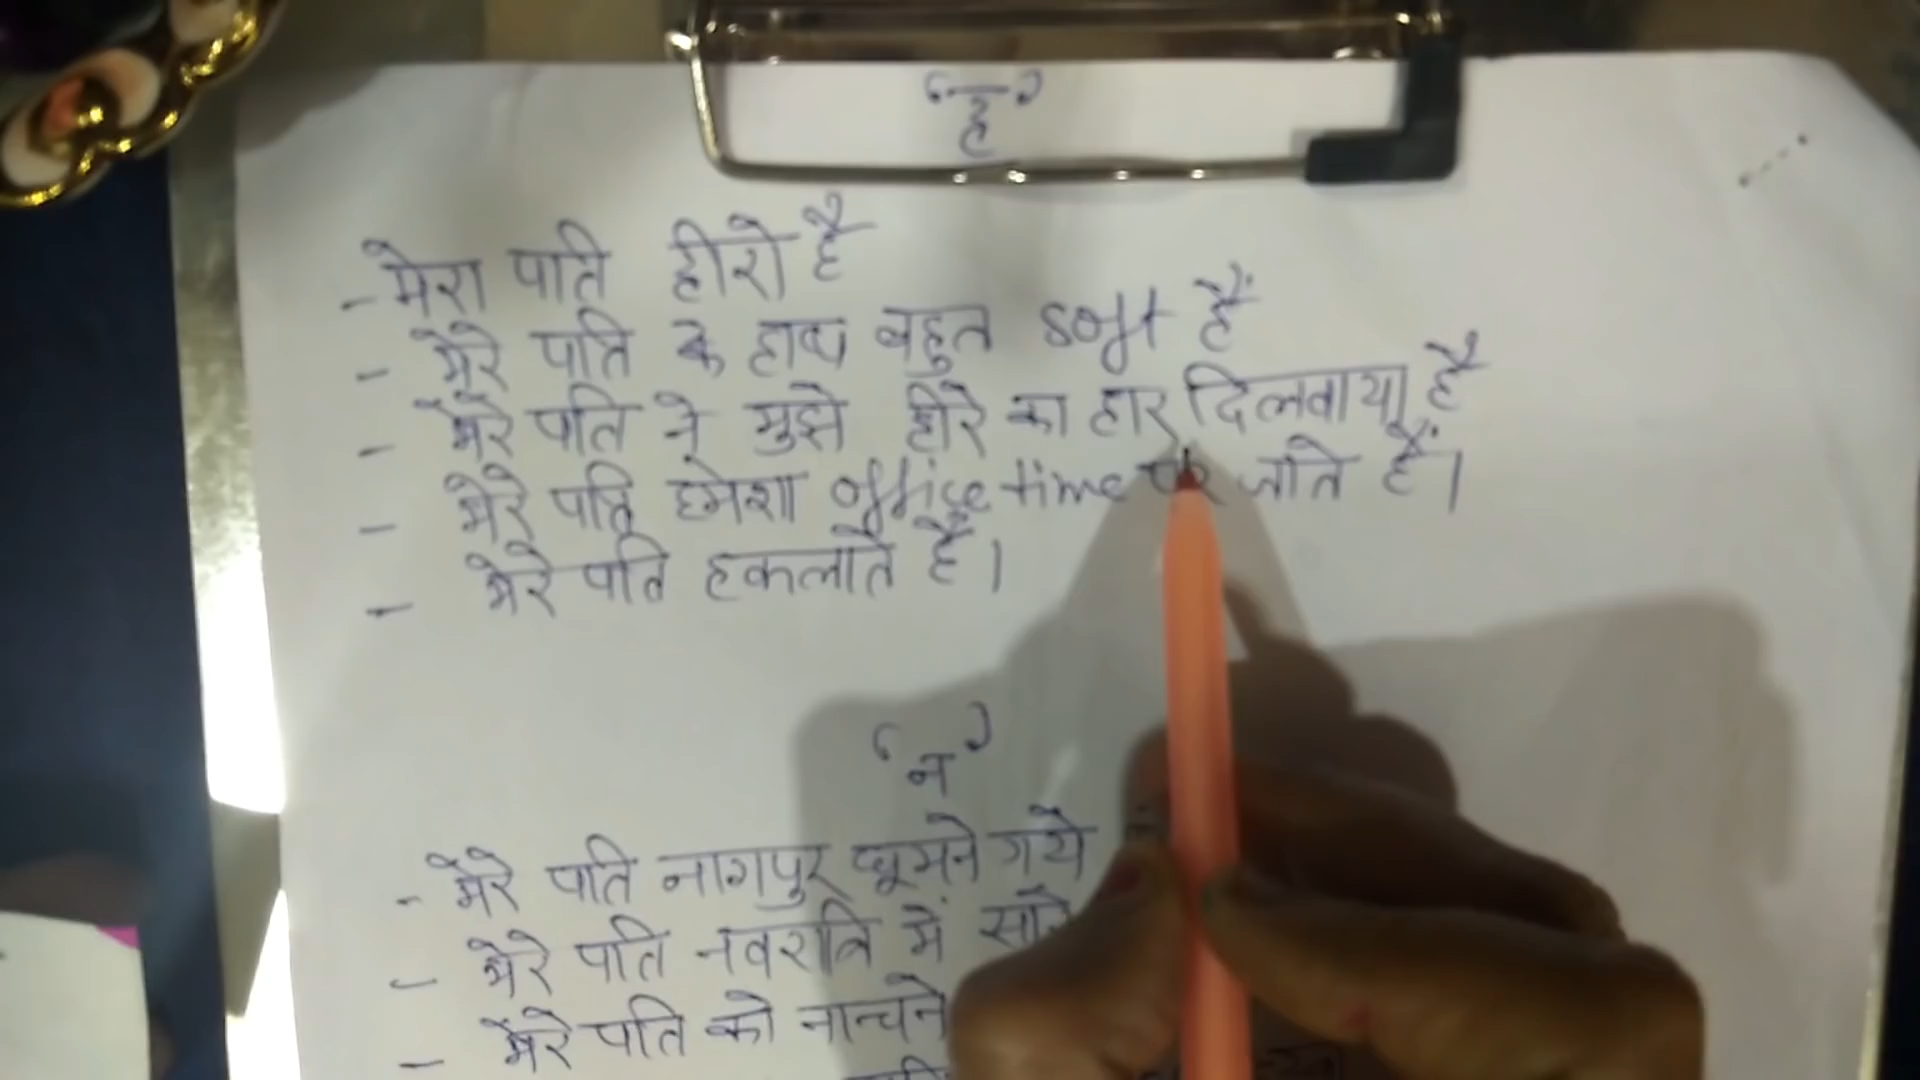 "ह"
- मेरा पति हीरो है
- मेरे पति के हाथ बहुत soft हैं
- मेरे पति ने मुझे हीरे का हार दिलवाया है
- मेरे पति हमेशा office time पर जाते हैं।
- मेरे पति हकलाते हैं।
"न"
- मेरे पति नागपुर घूमने गये
- मेरे पति नवरात्रि में
- मेरे पति को नाचने